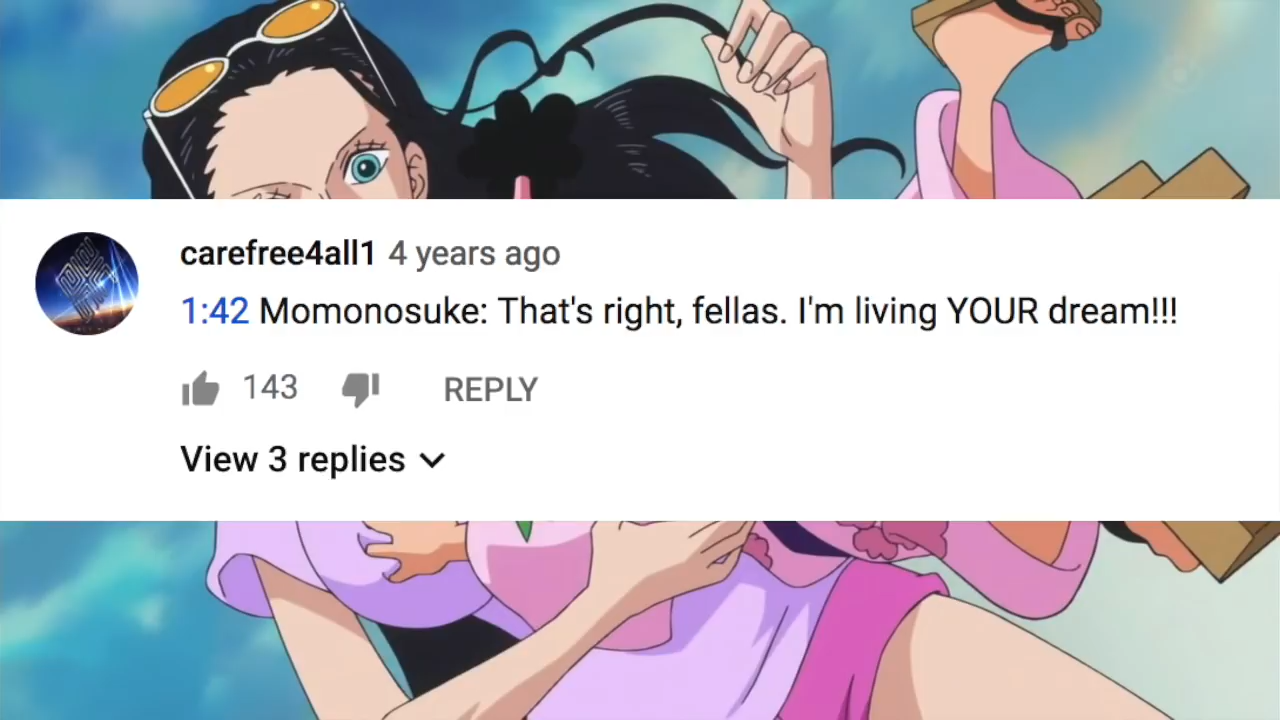 carefree4all1 4 years ago
1:42 Momonosuke: That's right, fellas. I'm living YOUR dream!!!
143 REPLY
View 3 replies